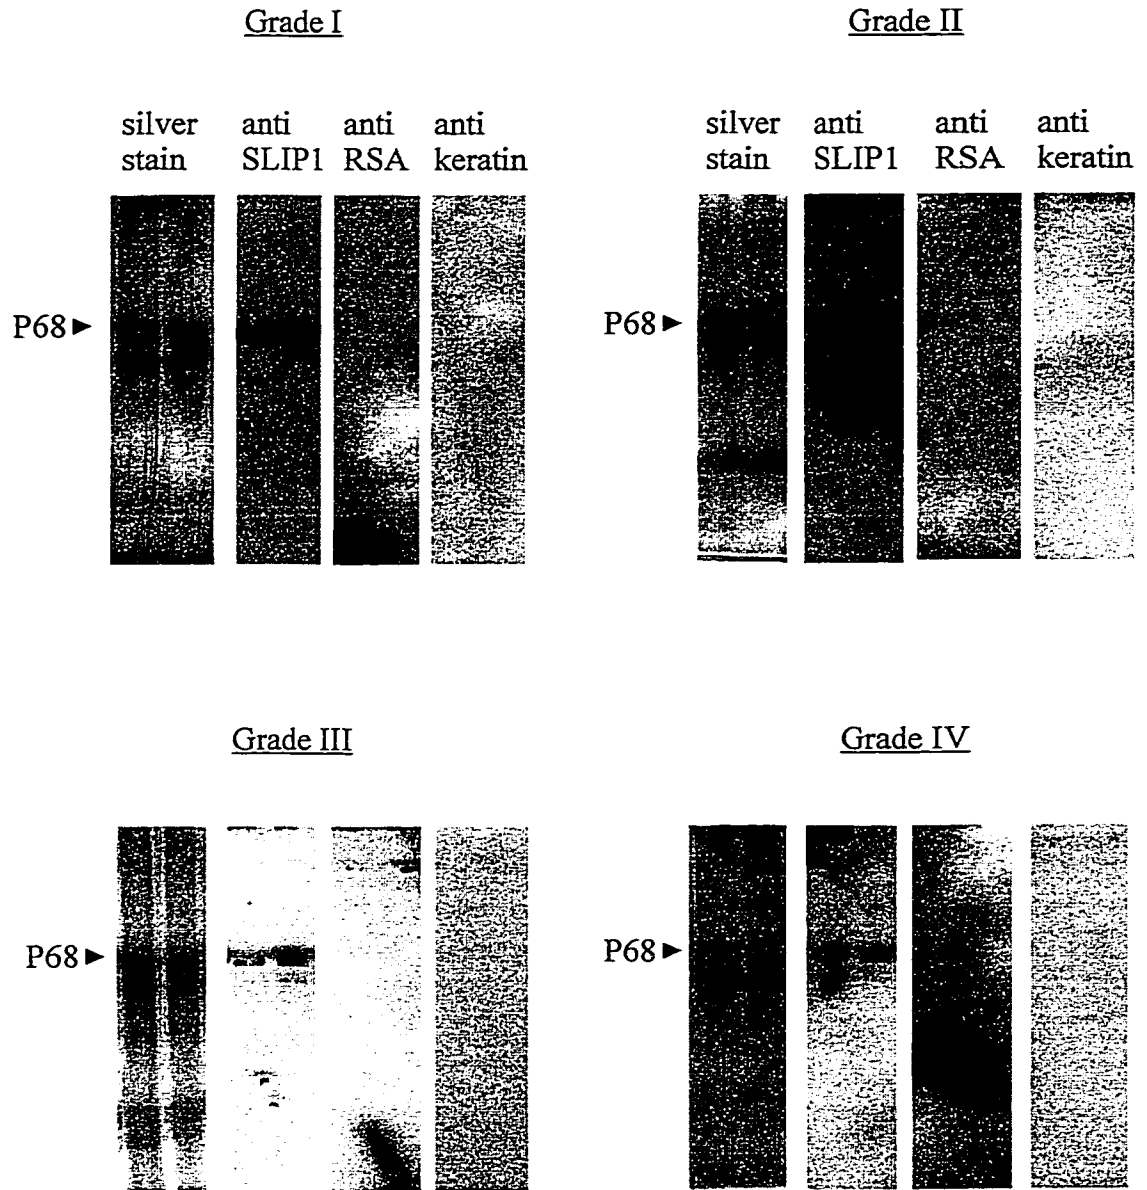 Grade I
silver stain
anti SLIP1
anti RSA
anti keratin
P68
Grade II
silver stain
anti SLIP1
anti RSA
anti keratin
P68
Grade III
P68
Grade IV
P68